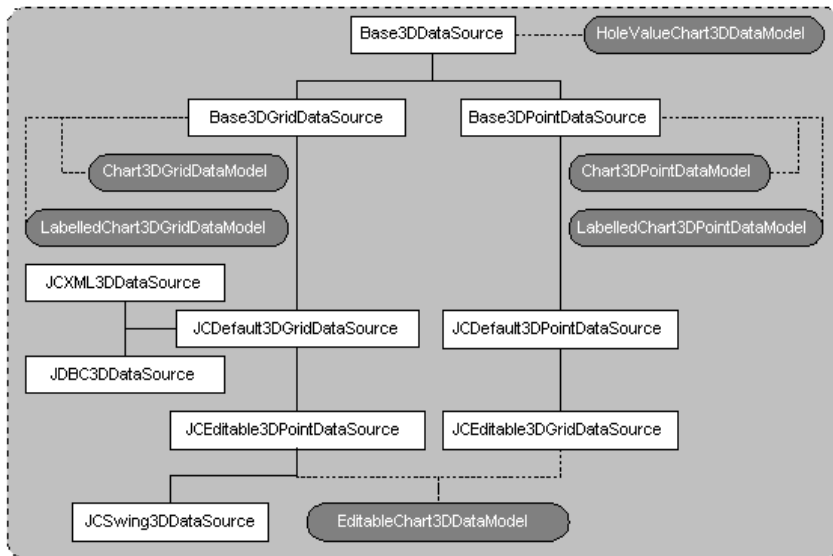 Base3DDataSource
HoleValueChart3DDataModel
Base3DGridDataSource
Base3DPointDataSource
Chart3DGridDataModel
Chart3DPointDataModel
LabelledChart3DGridDataModel
LabelledChart3DPointDataModel
JCXML3DDataSource
JCDefault3DGridDataSource
JCDefault3DPointDataSource
JDBC3DDataSource
JCEditable3DPointDataSource
JCEditable3DGridDataSource
JCSwing3DDataSource
EditableChart3DDataModel